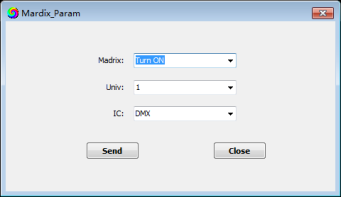 Mardix_Param
Madrix: Turn ON
Univ: 1
IC: DMX
Send Close